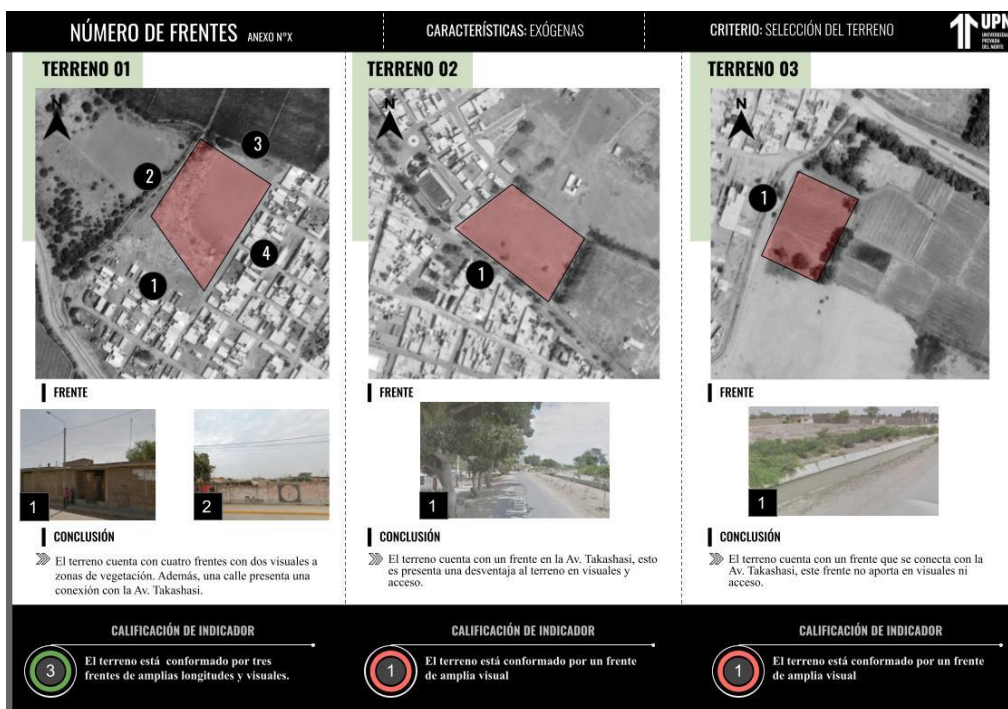 NÚMERO DE FRENTES ANEXO N°X
CARACTERÍSTICAS: EXÓGENAS
CRITERIO: SELECCIÓN DEL TERRENO
UPN
UNIVERSIDAD
PRIVADA
DEL NORTE
TERRENO 01
N
1
2
3
4
FRENTE
1
2
CONCLUSIÓN
El terreno cuenta con cuatro frentes con dos visuales a
zonas de vegetación. Además, una calle presenta una
conexión con la Av. Takashasi.
CALIFICACIÓN DE INDICADOR
3
El terreno está conformado por tres
frentes de amplias longitudes y visuales.
TERRENO 02
N
1
FRENTE
1
CONCLUSIÓN
El terreno cuenta con un frente en la Av. Takashasi, esto
es presenta una desventaja al terreno en visuales y
acceso.
CALIFICACIÓN DE INDICADOR
1
El terreno está conformado por un frente
de amplia visual
TERRENO 03
N
1
FRENTE
1
CONCLUSIÓN
El terreno cuenta con un frente que se conecta con la
Av. Takashasi, este frente no aporta en visuales ni
acceso.
CALIFICACIÓN DE INDICADOR
1
El terreno está conformado por un frente
de amplia visual